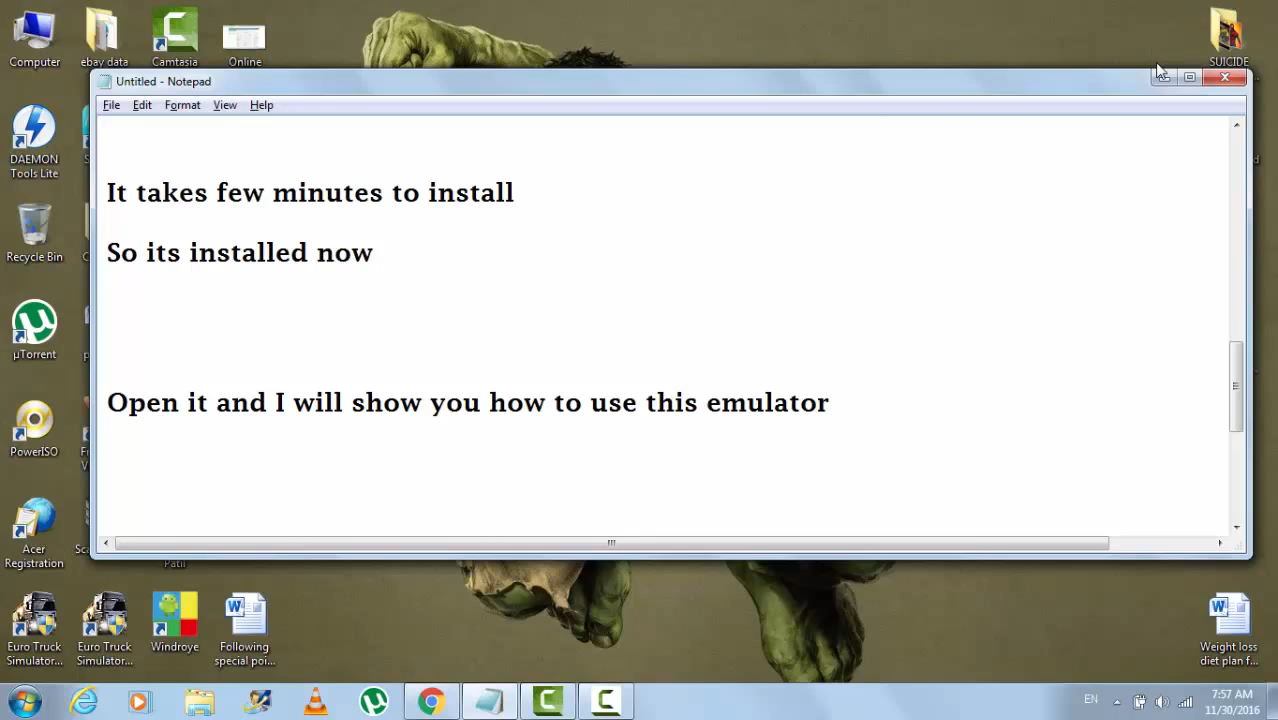 Computer
ebay data
Camtasia
Online
SUICIDE
Untitled - Notepad
File Edit Format View Help
It takes few minutes to install
So its installed now
Open it and I will show you how to use this emulator
DAEMON
Tools Lite
Recycle Bin
µTorrent
PowerISO
Acer
Registration
Patil
Euro Truck
Simulator...
Euro Truck
Simulator...
Windroye
Following
special poi...
Weight loss
diet plan f...
EN
7:57 AM
11/30/2016